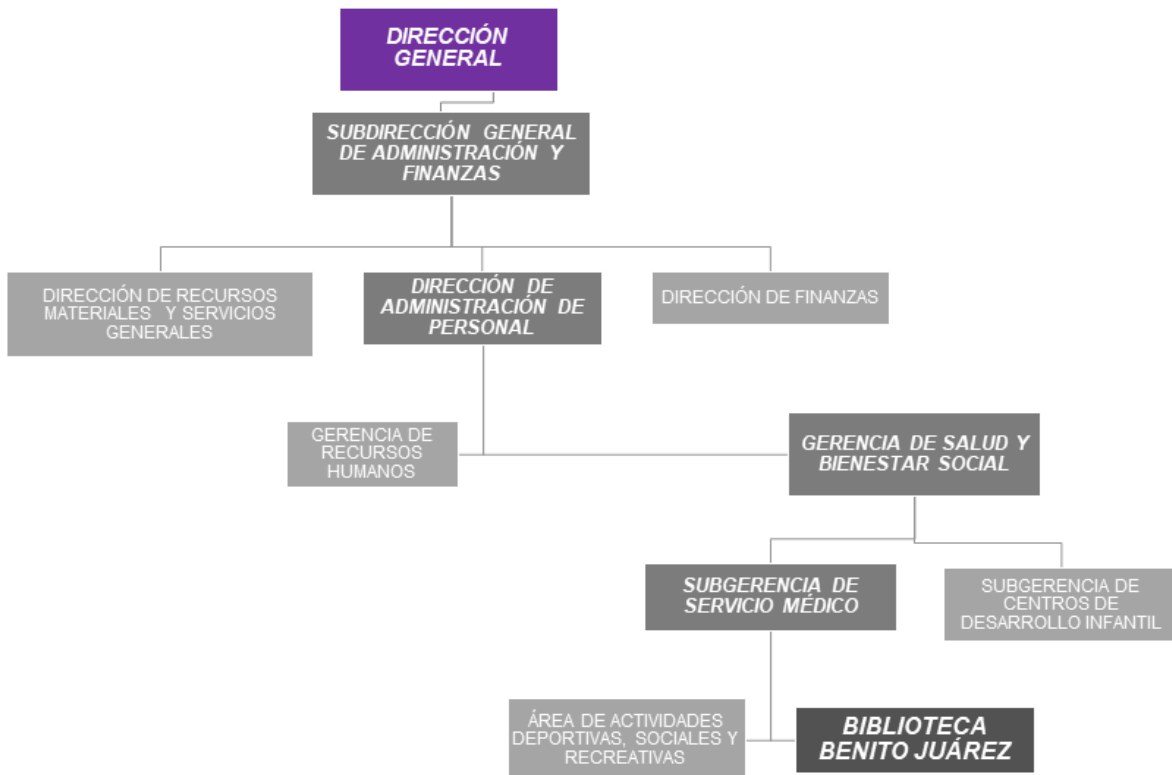 DIRECCIÓN
GENERAL
SUBDIRECCIÓN GENERAL
DE ADMINISTRACIÓN Y
FINANZAS
DIRECCIÓN DE RECURSOS
MATERIALES Y SERVICIOS
GENERALES
DIRECCIÓN DE
ADMINISTRACIÓN DE
PERSONAL
DIRECCIÓN DE FINANZAS
GERENCIA DE
RECURSOS
HUMANOS
GERENCIA DE SALUD Y
BIENESTAR SOCIAL
SUBGERENCIA DE
SERVICIO MÉDICO
SUBGERENCIA DE
CENTROS DE
DESARROLLO INFANTIL
ÁREA DE ACTIVIDADES
DEPORTIVAS, SOCIALES Y
RECREATIVAS
BIBLIOTECA
BENITO JUÁREZ